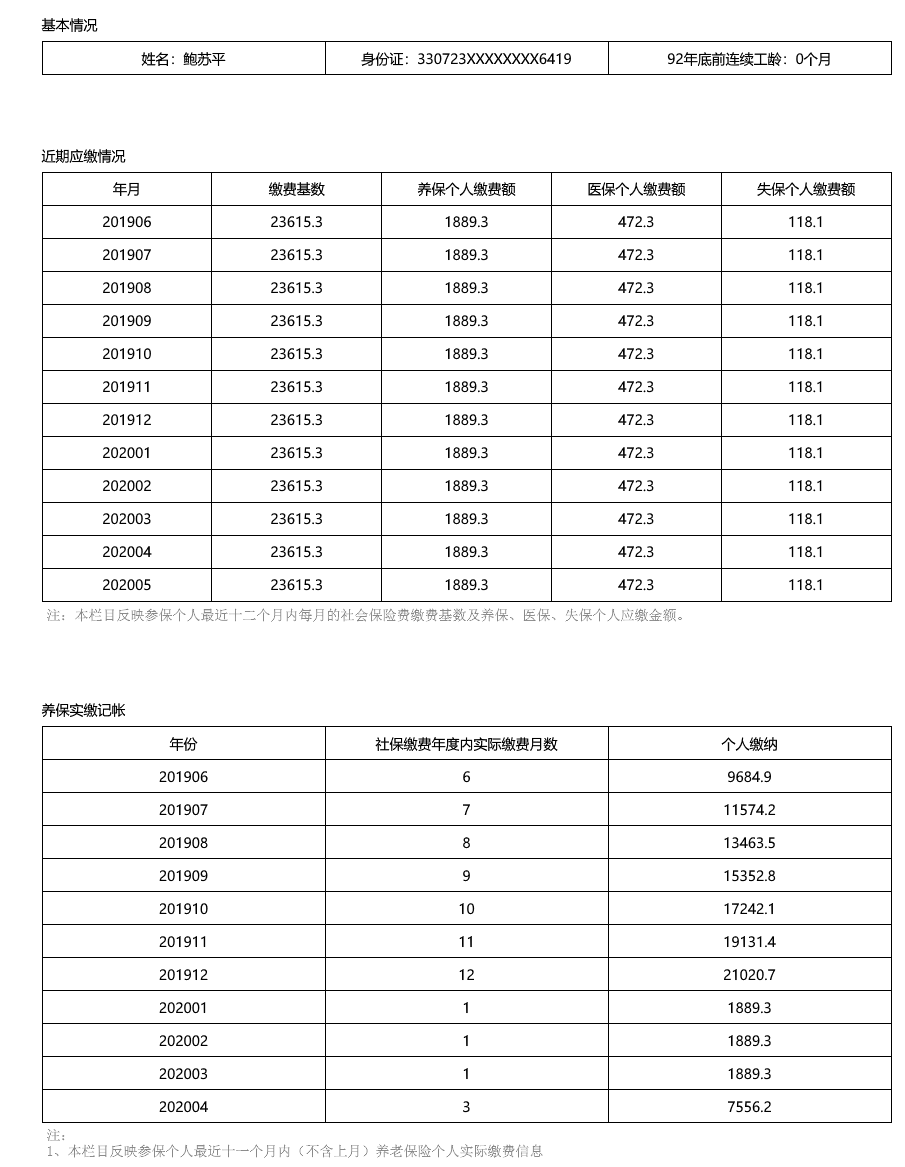 基本情况
姓名：鲍苏平 身份证：330723XXXXXXXX6419 92年底前连续工龄：0个月
近期应缴情况
年月 缴费基数 养保个人缴费额 医保个人缴费额 失保个人缴费额
201906 23615.3 1889.3 472.3 118.1
201907 23615.3 1889.3 472.3 118.1
201908 23615.3 1889.3 472.3 118.1
201909 23615.3 1889.3 472.3 118.1
201910 23615.3 1889.3 472.3 118.1
201911 23615.3 1889.3 472.3 118.1
201912 23615.3 1889.3 472.3 118.1
202001 23615.3 1889.3 472.3 118.1
202002 23615.3 1889.3 472.3 118.1
202003 23615.3 1889.3 472.3 118.1
202004 23615.3 1889.3 472.3 118.1
202005 23615.3 1889.3 472.3 118.1
注：本栏目反映参保个人最近十二个月内每月的社会保险费缴费基数及养保、医保、失保个人应缴金额。
养保实缴记帐
年份 社保缴费年度内实际缴费月数 个人缴纳
201906 6 9684.9
201907 7 11574.2
201908 8 13463.5
201909 9 15352.8
201910 10 17242.1
201911 11 19131.4
201912 12 21020.7
202001 1 1889.3
202002 1 1889.3
202003 1 1889.3
202004 3 7556.2
注：
1、本栏目反映参保个人最近十一个月内（不含上月）养老保险个人实际缴费信息